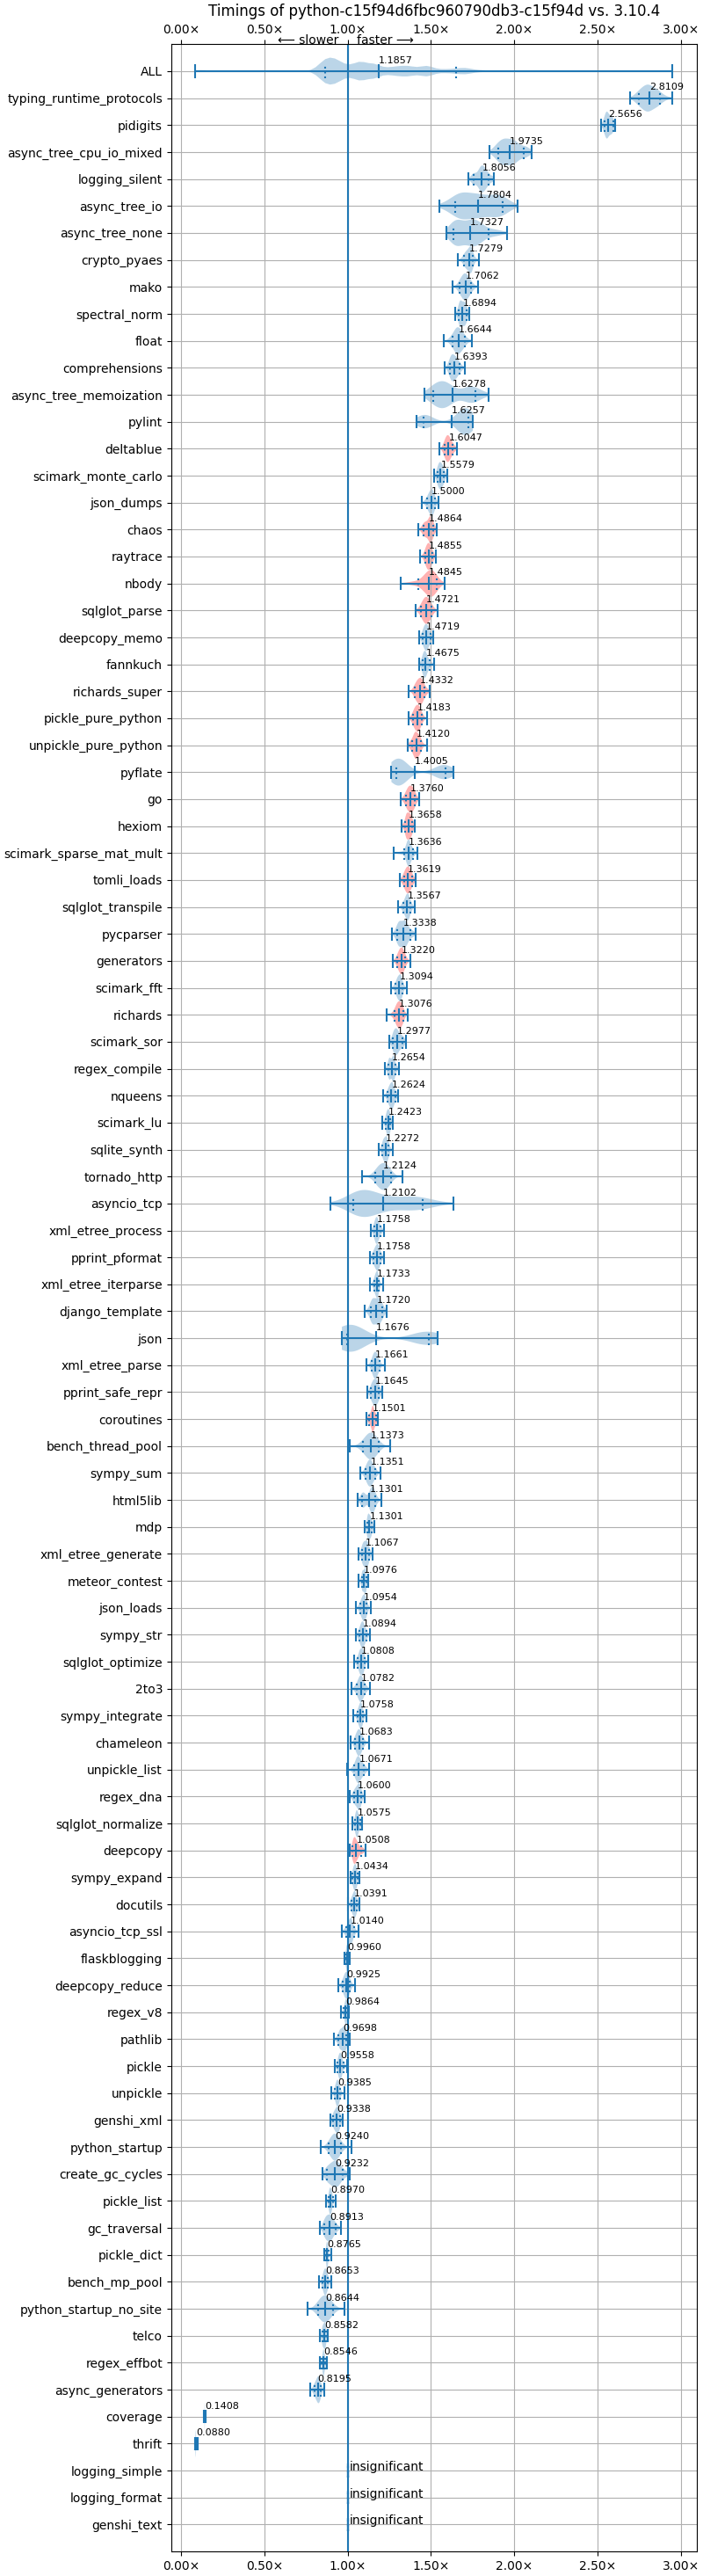 Timings of python-c15f94d6fbc960790db3-c15f94d vs. 3.10.4
0.00× 0.50× 1.00× 1.50× 2.00× 2.50× 3.00×
⟵ slower faster ⟶
ALL 1.1857
typing_runtime_protocols 2.8109
pidigits 2.5656
async_tree_cpu_io_mixed 1.9735
logging_silent 1.8056
async_tree_io 1.7804
async_tree_none 1.7327
crypto_pyaes 1.7279
mako 1.7062
spectral_norm 1.6894
float 1.6644
comprehensions 1.6393
async_tree_memoization 1.6278
pylint 1.6257
deltablue 1.6047
scimark_monte_carlo 1.5579
json_dumps 1.5000
chaos 1.4864
raytrace 1.4855
nbody 1.4845
sqlglot_parse 1.4721
deepcopy_memo 1.4719
fannkuch 1.4675
richards_super 1.4332
pickle_pure_python 1.4183
unpickle_pure_python 1.4120
pyflate 1.4005
go 1.3760
hexiom 1.3658
scimark_sparse_mat_mult 1.3636
tomli_loads 1.3619
sqlglot_transpile 1.3567
pycparser 1.3338
generators 1.3220
scimark_fft 1.3094
richards 1.3076
scimark_sor 1.2977
regex_compile 1.2654
nqueens 1.2624
scimark_lu 1.2423
sqlite_synth 1.2272
tornado_http 1.2124
asyncio_tcp 1.2102
xml_etree_process 1.1758
pprint_pformat 1.1758
xml_etree_iterparse 1.1733
django_template 1.1720
json 1.1676
xml_etree_parse 1.1661
pprint_safe_repr 1.1645
coroutines 1.1501
bench_thread_pool 1.1373
sympy_sum 1.1351
html5lib 1.1301
mdp 1.1301
xml_etree_generate 1.1067
meteor_contest 1.0976
json_loads 1.0954
sympy_str 1.0894
sqlglot_optimize 1.0808
2to3 1.0782
sympy_integrate 1.0758
chameleon 1.0683
unpickle_list 1.0671
regex_dna 1.0600
sqlglot_normalize 1.0575
deepcopy 1.0508
sympy_expand 1.0434
docutils 1.0391
asyncio_tcp_ssl 1.0140
flaskblogging 0.9960
deepcopy_reduce 0.9925
regex_v8 0.9864
pathlib 0.9698
pickle 0.9558
unpickle 0.9385
genshi_xml 0.9338
python_startup 0.9240
create_gc_cycles 0.9232
pickle_list 0.8970
gc_traversal 0.8913
pickle_dict 0.8765
bench_mp_pool 0.8653
python_startup_no_site 0.8644
telco 0.8582
regex_effbot 0.8546
async_generators 0.8195
coverage 0.1408
thrift 0.0880
logging_simple insignificant
logging_format insignificant
genshi_text insignificant
0.00× 0.50× 1.00× 1.50× 2.00× 2.50× 3.00×